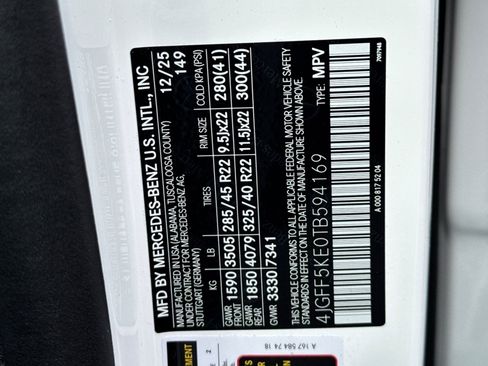 MFD BY MERCEDES-BENZ U.S. INTL., INC
MANUFACTURED IN USA (ALABAMA, TUSCALOOSA COUNTY)
UNDER CONTRACT FOR MERCEDES-BENZ AG,
STUTTGART (GERMANY)
12/25
149
KG LB TIRES RIM SIZE COLD KPA (PSI)
GAWR FRONT 1590 3505 285/45 R22 9.5Jx22 280(41)
GAWR REAR 1850 4079 325/40 R22 11.5Jx22 300(44)
GVWR 3330 7341
THIS VEHICLE CONFORMS TO ALL APPLICABLE FEDERAL MOTOR VEHICLE SAFETY
STANDARDS IN EFFECT ON THE DATE OF MANUFACTURE SHOWN ABOVE.
4JGFF5KE0TB594169 TYPE: MPV
A 000 817 52 04
7097948
A 167 584 74 18
2